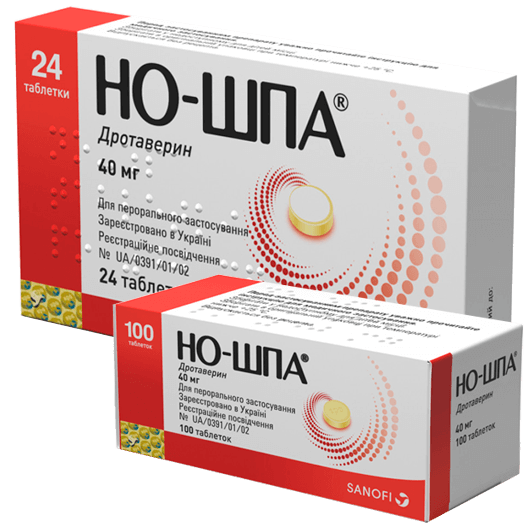 24
таблетки
НО-ШПА®
Дротаверин
40 мг
Для перорального застосування
Зареєстровано в Україні
Реєстраційне посвідчення
№ UA/0391/01/02
24 таблет
ий до:
100
таблеток
НО-ШПА®
Дротаверин
40 мг
Для перорального застосування
Зареєстровано в Україні
Реєстраційне посвідчення
№ UA/0391/01/02
100 таблеток
SANOFI
НО-ШПА®
Дротаверин
40 мг
100 таблеток